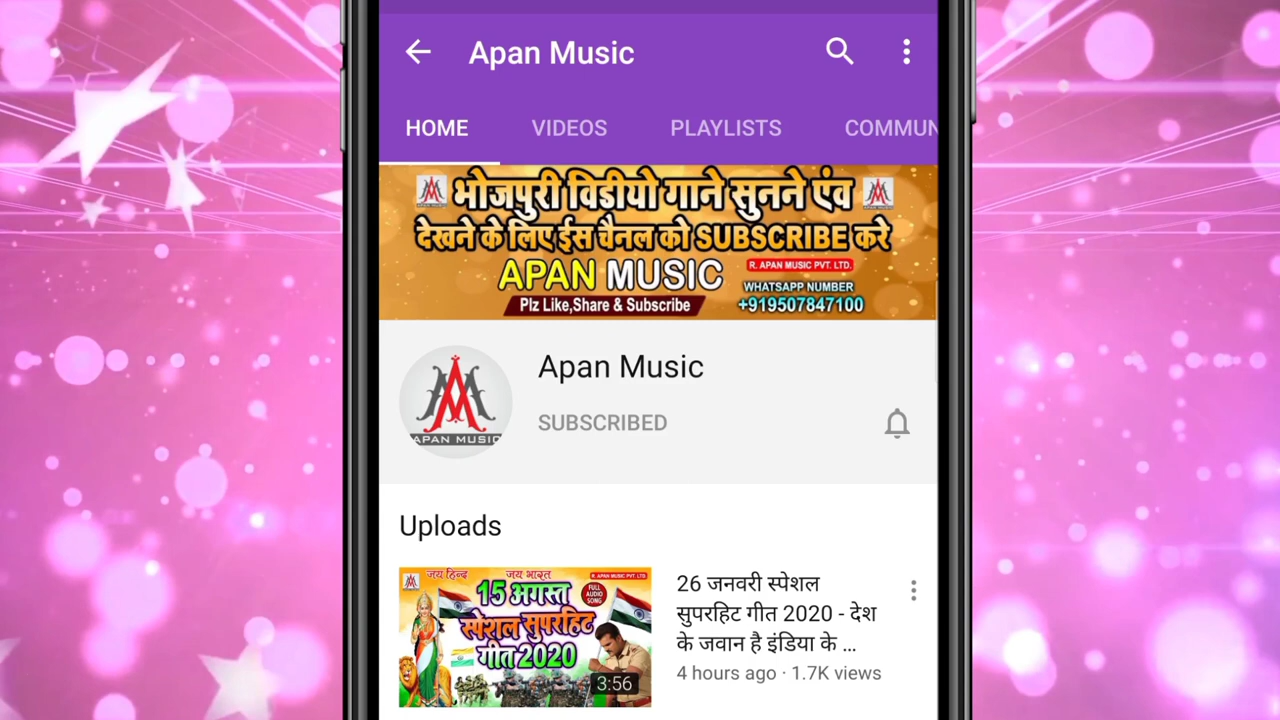 Apan Music
HOME VIDEOS PLAYLISTS COMMUN
भोजपुरी विडीयो गाने सुनने एंव
देखने के लिए ईस चैनल को SUBSCRIBE करे
APAN MUSIC
R. APAN MUSIC PVT. LTD.
WHATSAPP NUMBER
+919507847100
Plz Like,Share & Subscribe
Apan Music
SUBSCRIBED
APAN MUSIC
Uploads
जय हिन्द जय भारत
R. APAN MUSIC PVT. LTD
15 अगस्त
FULL
AUDIO
SONG
स्पेशल सुपरहिट
गीत 2020
3:56
26 जनवरी स्पेशल
सुपरहिट गीत 2020 - देश
के जवान है इंडिया के ...
4 hours ago · 1.7K views